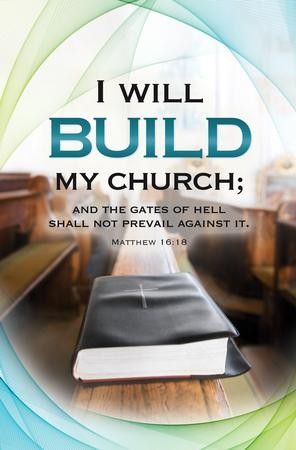 I WILL
BUILD
MY CHURCH;
AND THE GATES OF HELL
SHALL NOT PREVAIL AGAINST IT.
MATTHEW 16:18